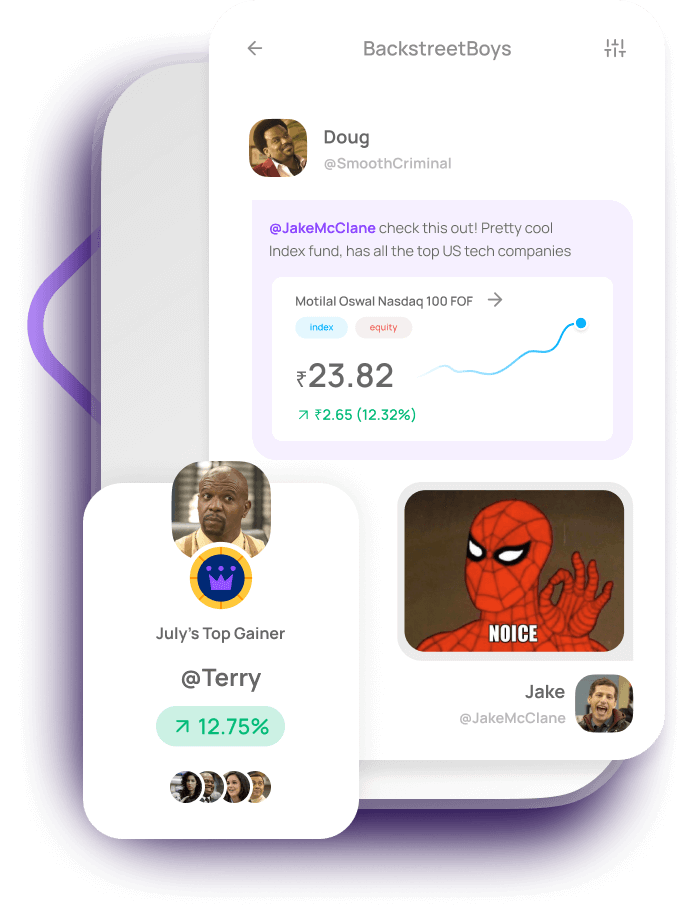 BackstreetBoys
Doug
@SmoothCriminal
@JakeMcClane check this out! Pretty cool
Index fund, has all the top US tech companies
Motilal Oswal Nasdaq 100 FOF
index equity
₹23.82
₹2.65 (12.32%)
NOICE
Jake
@JakeMcClane
July's Top Gainer
@Terry
12.75%